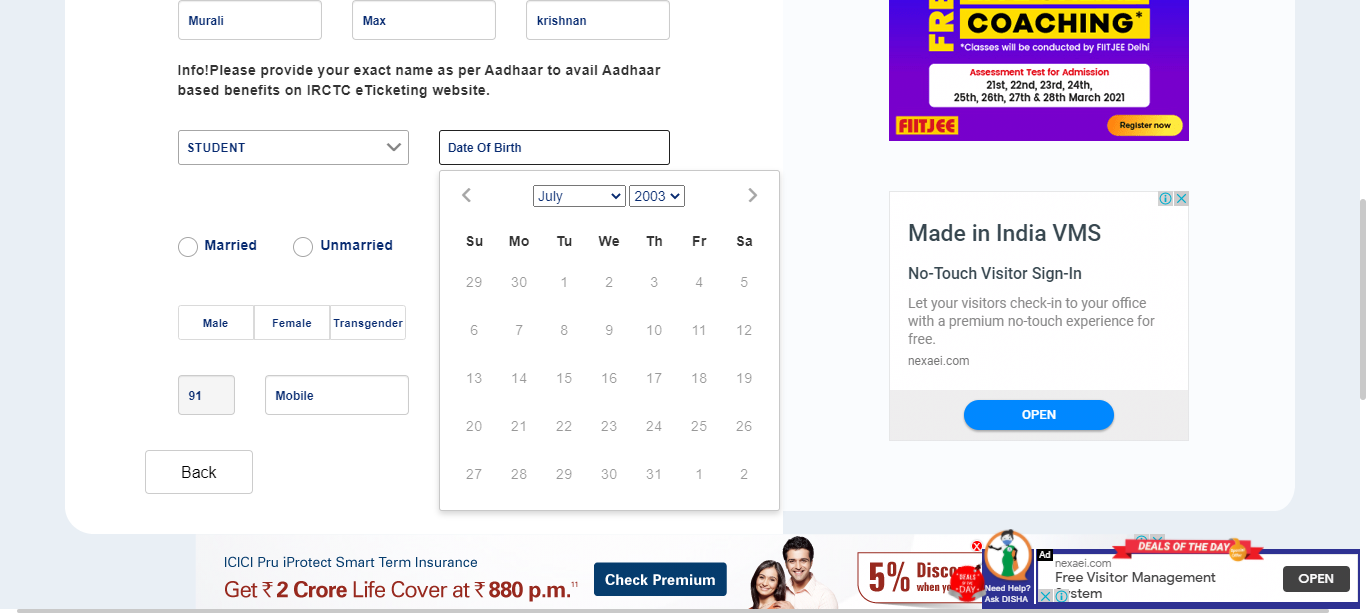 Murali Max krishnan
Info!Please provide your exact name as per Aadhaar to avail Aadhaar
based benefits on IRCTC eTicketing website.
STUDENT Date Of Birth
July 2003
Su Mo Tu We Th Fr Sa
29 30 1 2 3 4 5
6 7 8 9 10 11 12
13 14 15 16 17 18 19
20 21 22 23 24 25 26
27 28 29 30 31 1 2
Married Unmarried
Male Female Transgender
91 Mobile
Back
FREE
COACHING*
*Classes will be conducted by FIITJEE Delhi
Assessment Test for Admission
21st, 22nd, 23rd, 24th,
25th, 26th, 27th & 28th March 2021
FIITJEE Register now
Made in India VMS
No-Touch Visitor Sign-In
Let your visitors check-in to your office
with a premium no-touch experience for
free.
nexaei.com
OPEN
ICICI Pru iProtect Smart Term Insurance
Get ₹ 2 Crore Life Cover at ₹ 880 p.m.¹¹
Check Premium
5% Disco
when yo
DEALS OF THE DAY
Need Help?
Ask DISHA
DEALS OF THE DAY
Ad
nexaei.com
Free Visitor Management
System
OPEN